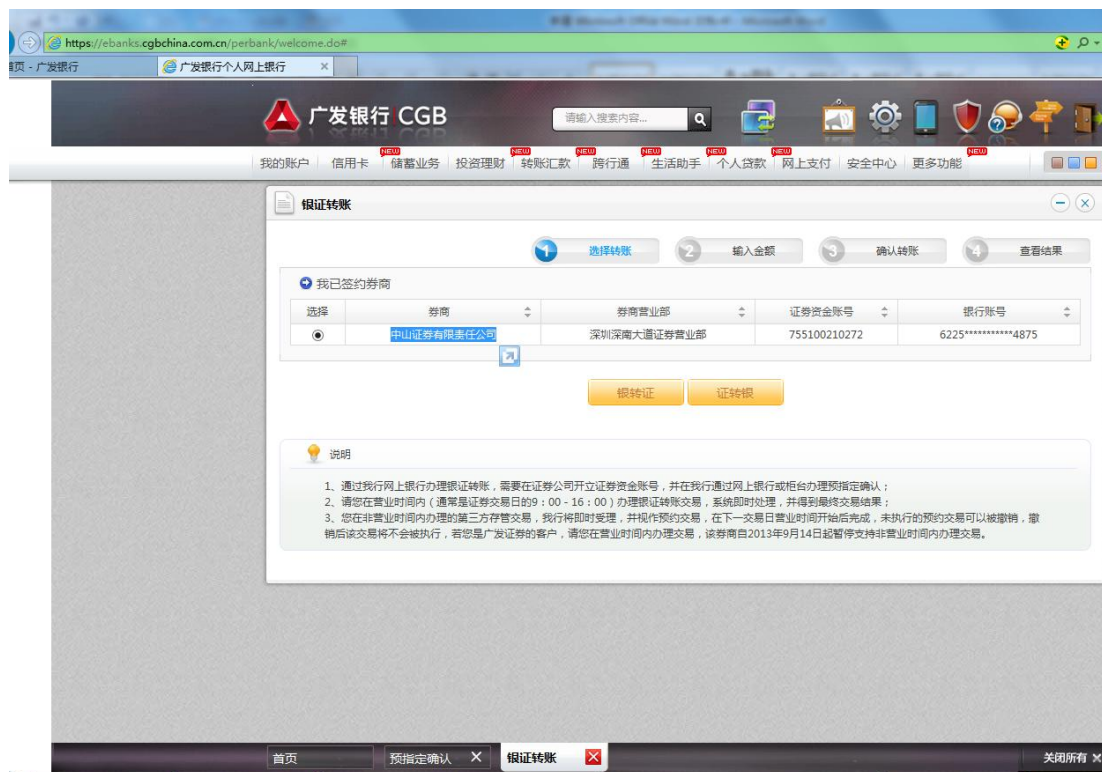 https://ebanks.cgbchina.com.cn/perbank/welcome.do#
首页 - 广发银行 广发银行个人网上银行 ×
广发银行 CGB 请输入搜索内容...
我的账户 信用卡 NEW 储蓄业务 投资理财 NEW 转账汇款 NEW 跨行通 NEW 生活助手 NEW 个人贷款 NEW 网上支付 安全中心 更多功能 NEW
银证转账
1 选择转账 2 输入金额 3 确认转账 4 查看结果
我已签约券商
选择 券商 券商营业部 证券资金账号 银行账号
中山证券有限责任公司 深圳深南大道证券营业部 755100210272 6225***********4875
银转证 证转银
说明
1、通过我行网上银行办理银证转账，需要在证券公司开立证券资金账号，并在我行通过网上银行或柜台办理预指定确认；
2、请您在营业时间内（通常是证券交易日的9：00 - 16：00）办理银证转账交易，系统即时处理，并得到最终交易结果；
3、您在非营业时间内办理的第三方存管交易，我行将即时受理，并视作预约交易，在下一交易日营业时间开始后完成，未执行的预约交易可以被撤销，撤
销后该交易将不会被执行，若您是广发证券的客户，请您在营业时间内办理交易，该券商自2013年9月14日起暂停支持非营业时间内办理交易。
首页 预指定确认 × 银证转账 × 关闭所有 ×